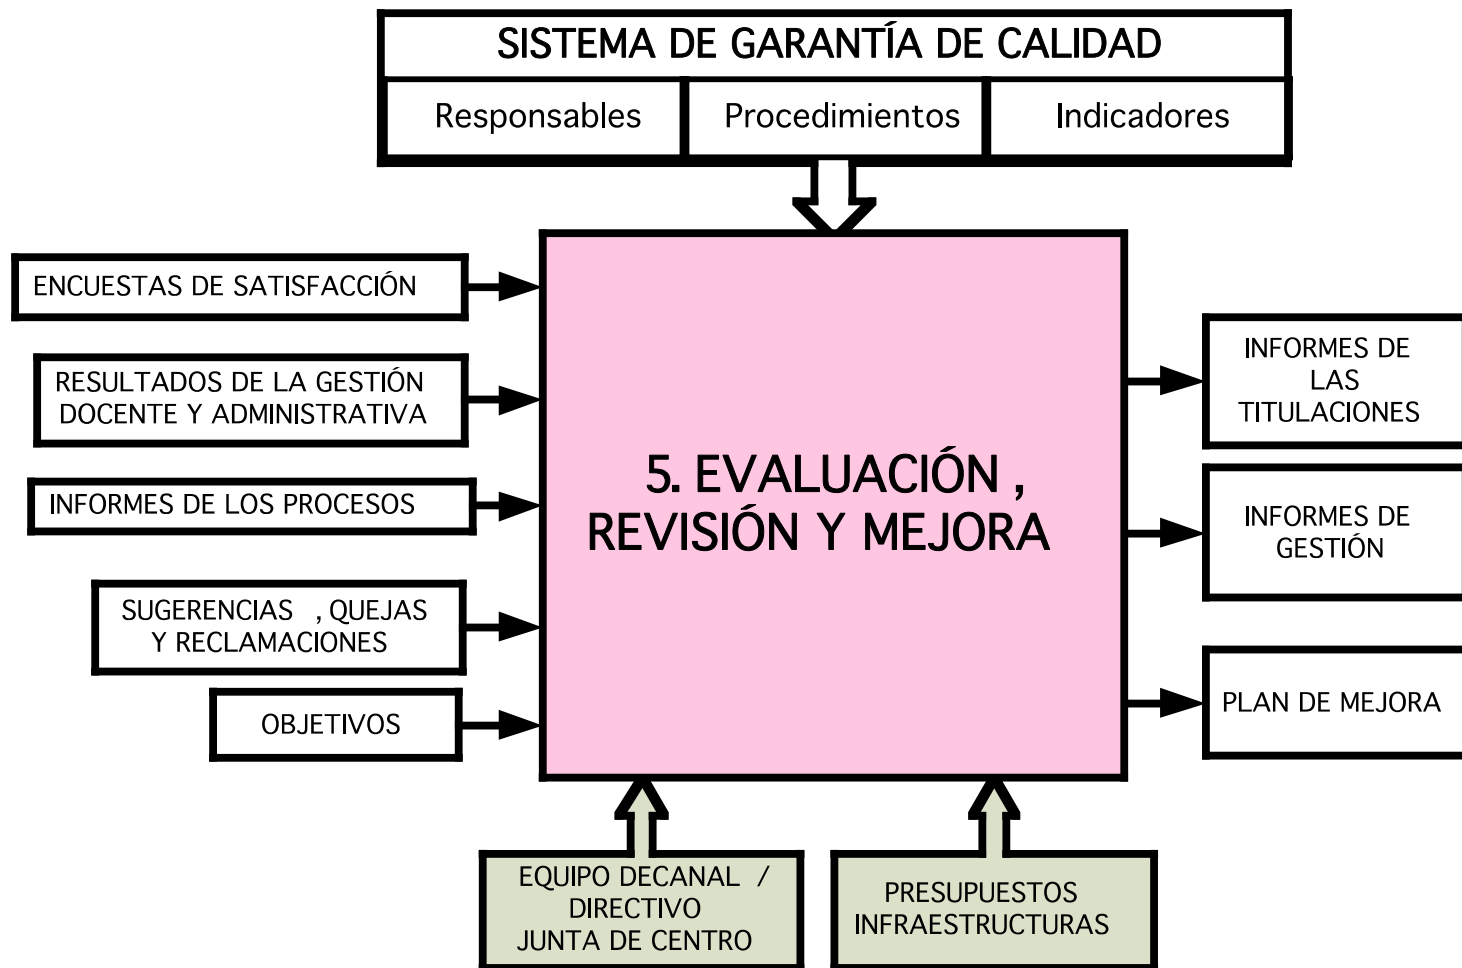 SISTEMA DE GARANTÍA DE CALIDAD
Responsables
Procedimientos
Indicadores
ENCUESTAS DE SATISFACCIÓN
RESULTADOS DE LA GESTIÓN
DOCENTE Y ADMINISTRATIVA
INFORMES DE LOS PROCESOS
SUGERENCIAS , QUEJAS
Y RECLAMACIONES
OBJETIVOS
5. EVALUACIÓN ,
REVISIÓN Y MEJORA
INFORMES DE
LAS
TITULACIONES
INFORMES DE
GESTIÓN
PLAN DE MEJORA
EQUIPO DECANAL /
DIRECTIVO
JUNTA DE CENTRO
PRESUPUESTOS
INFRAESTRUCTURAS